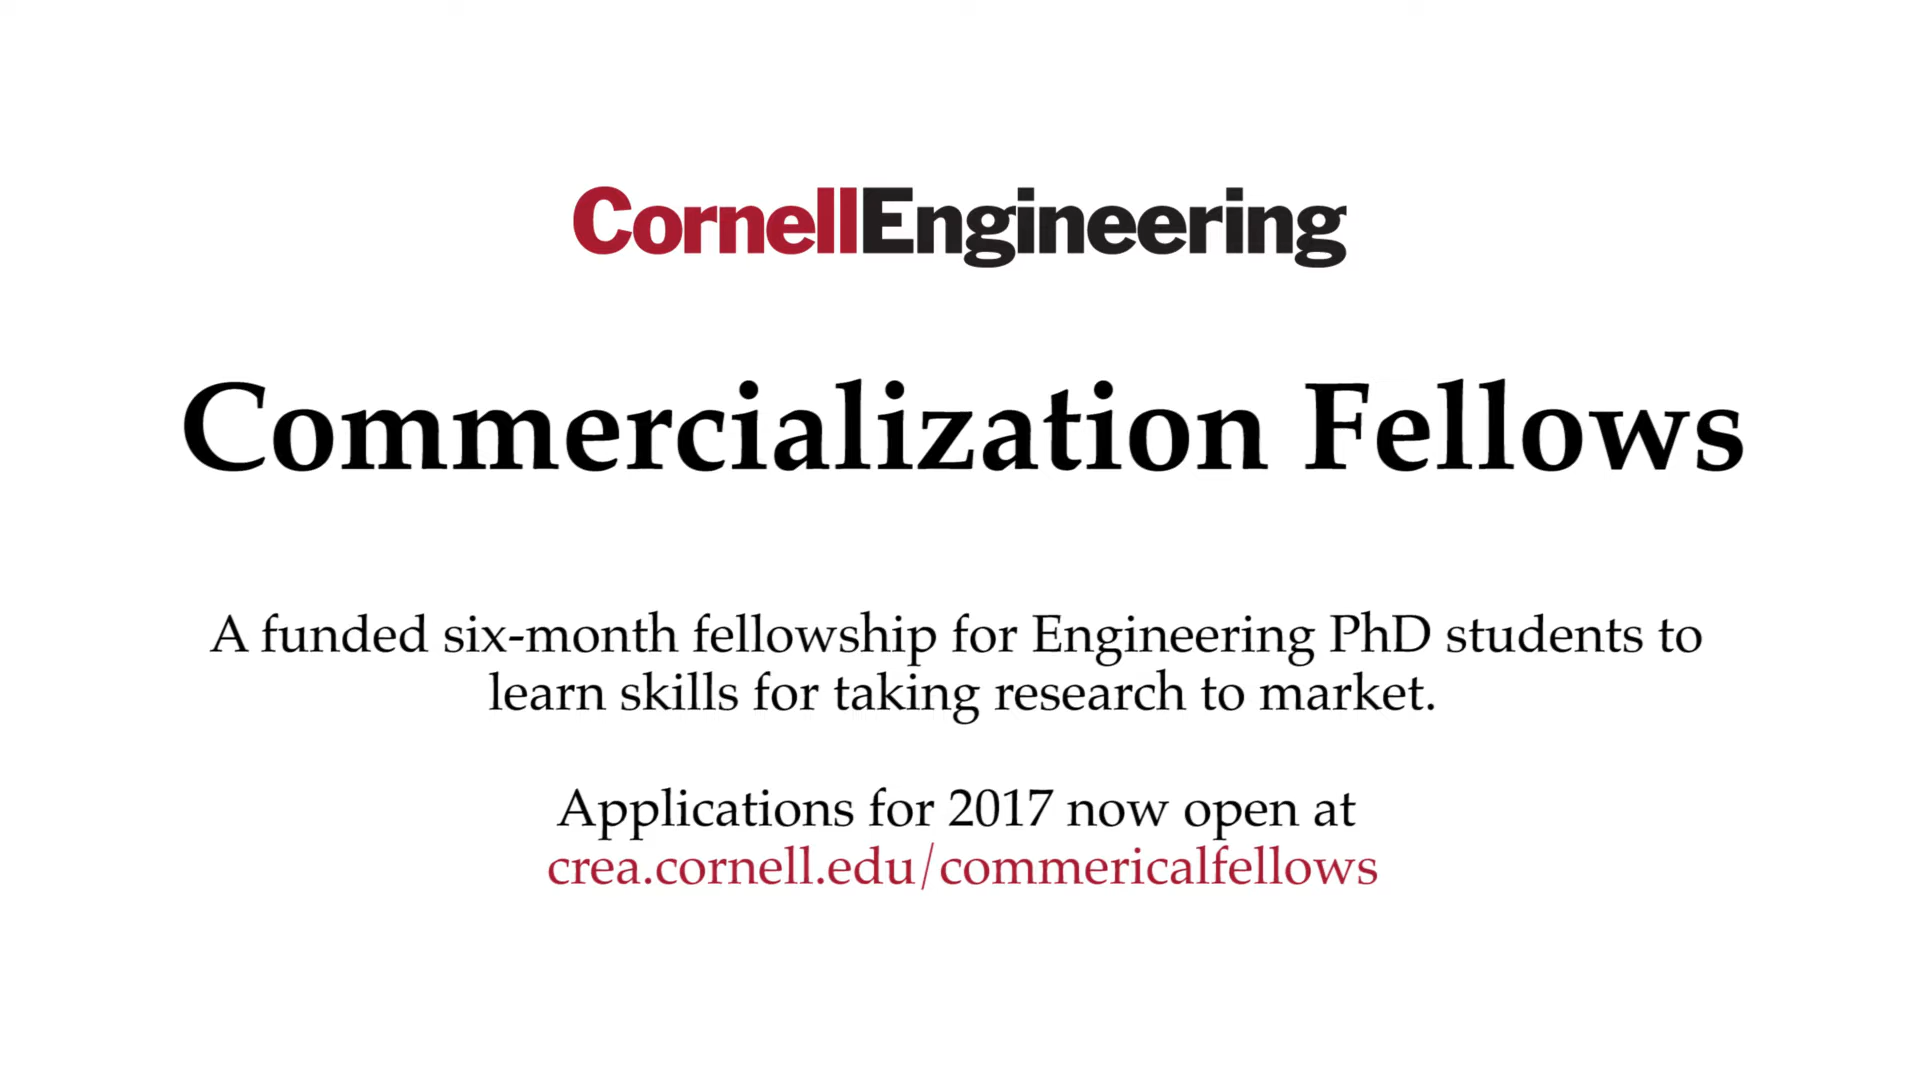 CornellEngineering
Commercialization Fellows
A funded six-month fellowship for Engineering PhD students to
learn skills for taking research to market.
Applications for 2017 now open at
crea.cornell.edu/commericalfellows